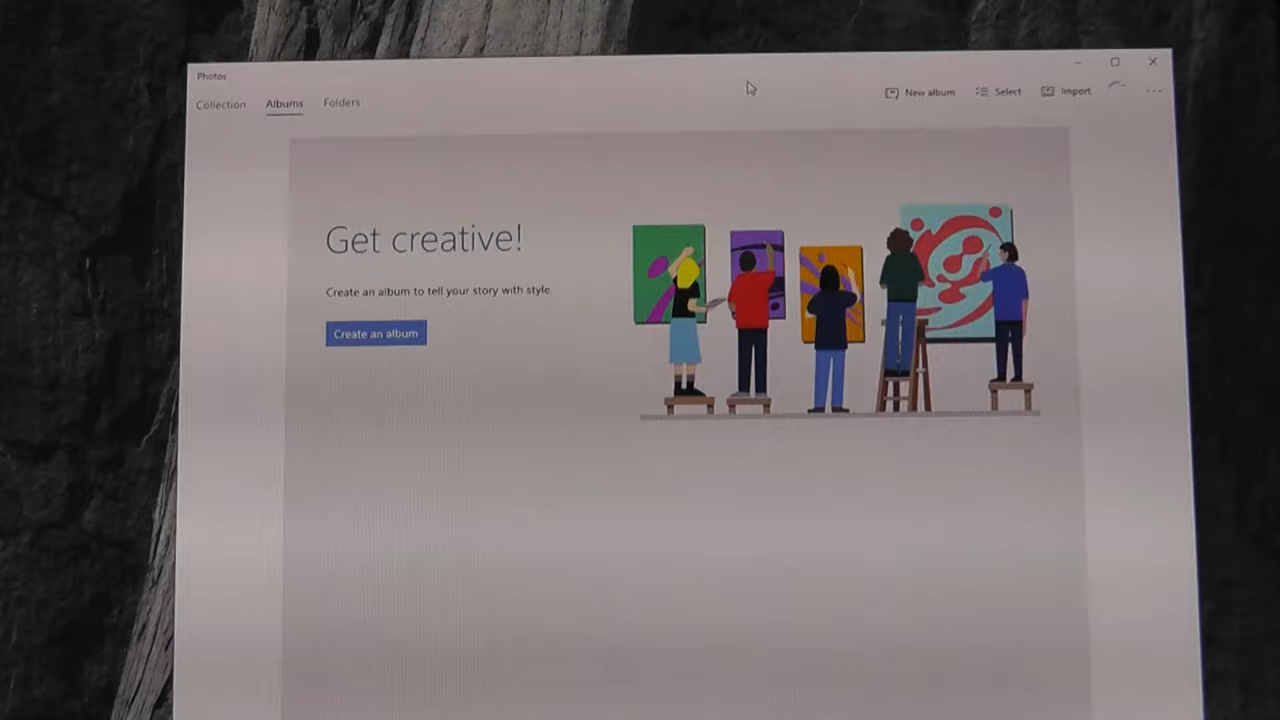 Photos
Collection Albums Folders
New album Select Import
Get creative!
Create an album to tell your story with style.
Create an album